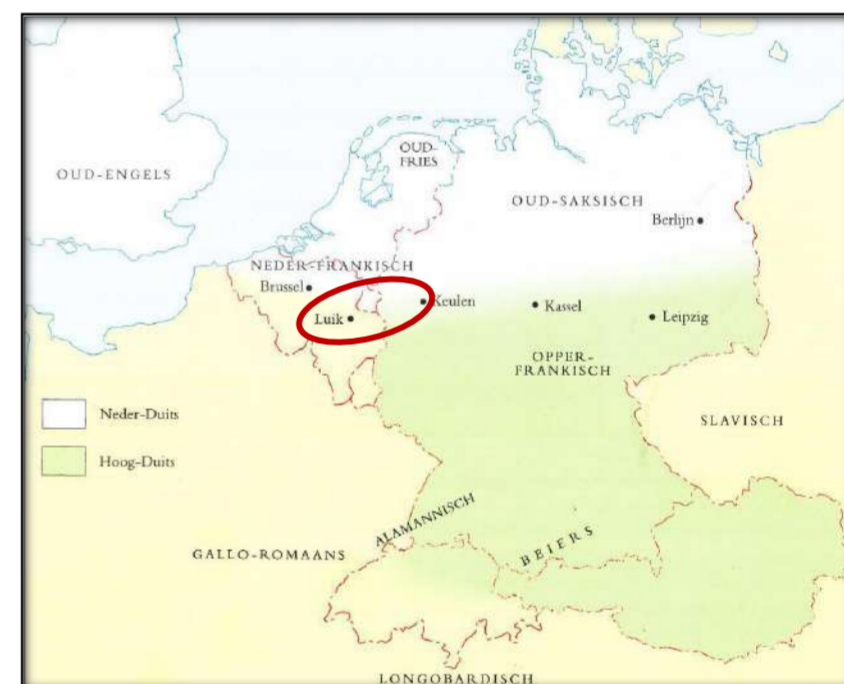 OUD-
FRIES
OUD-ENGELS
OUD-SAKSISCH
Berlijn
NEDER-FRANKISCH
Brussel
Keulen
Kassel
Luik
Leipzig
OPPER-
FRANKISCH
Neder-Duits
SLAVISCH
Hoog-Duits
ALAMANNISCH
BEIERS
GALLO-ROMAANS
LONGOBARDISCH